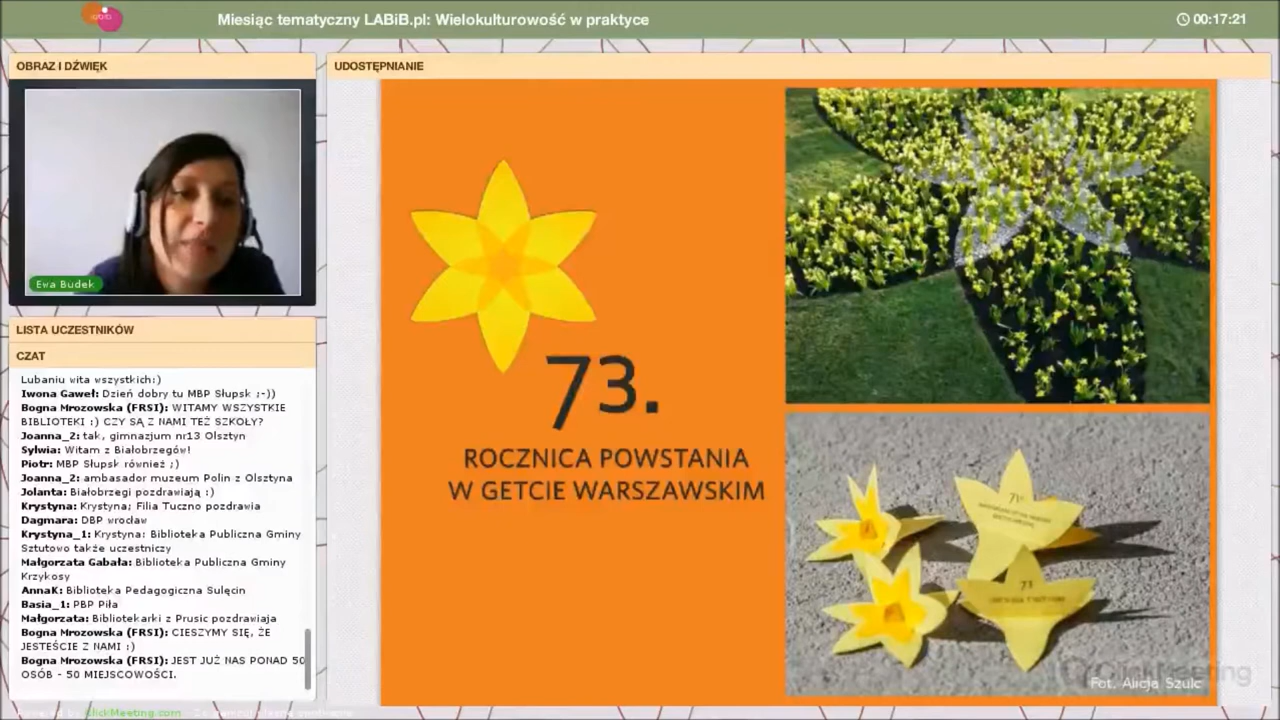 Miesiąc tematyczny LABiB.pl: Wielokulturowość w praktyce
00:17:21
OBRAZ I DŹWIĘK
Ewa Budek
LISTA UCZESTNIKÓW
CZAT
Lubaniu wita wszystkich:)
Iwona Gaweł: Dzień dobry tu MBP Słupsk ;-))
Bogna Mrozowska (FRSI): WITAMY WSZYSTKIE
BIBLIOTEKI :) CZY SĄ Z NAMI TEŻ SZKOŁY?
Joanna_2: tak, gimnazjum nr13 Olsztyn
Sylwia: Witam z Białobrzegów!
Piotr: MBP Słupsk również ;)
Joanna_2: ambasador muzeum Polin z Olsztyna
Jolanta: Białobrzegi pozdrawiają :)
Krystyna: Krystyna; Filia Tuczno pozdrawia
Dagmara: DBP wrocław
Krystyna_1: Krystyna: Biblioteka Publiczna Gminy
Sztutowo także uczestniczy
Małgorzata Gabała: Biblioteka Publiczna Gminy
Krzykosy
AnnaK: Biblioteka Pedagogiczna Sulęcin
Basia_1: PBP Piła
Małgorzata: Bibliotekarki z Prusic pozdrawiaja
Bogna Mrozowska (FRSI): CIESZYMY SIĘ, ŻE
JESTEŚCIE Z NAMI :)
Bogna Mrozowska (FRSI): JEST JUŻ NAS PONAD 50
OSÓB - 50 MIEJSCOWOŚCI.
UDOSTĘPNIANIE
73.
ROCZNICA POWSTANIA
W GETCIE WARSZAWSKIM
71
71
ClickMeeting
Fot. Alicja Szulc
ClickMeeting.com